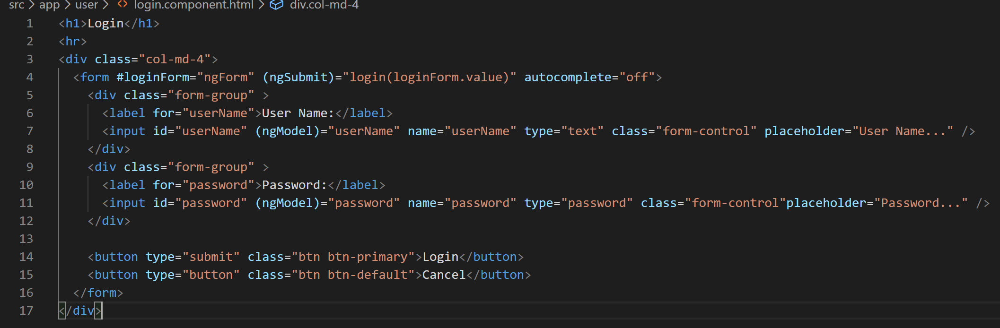 src > app > user > <> login.component.html > div.col-md-4
1 <h1>Login</h1>
2 <hr>
3 <div class="col-md-4">
4 <form #loginForm="ngForm" (ngSubmit)="login(loginForm.value)" autocomplete="off">
5 <div class="form-group" >
6 <label for="userName">User Name:</label>
7 <input id="userName" (ngModel)="userName" name="userName" type="text" class="form-control" placeholder="User Name..." />
8 </div>
9 <div class="form-group" >
10 <label for="password">Password:</label>
11 <input id="password" (ngModel)="password" name="password" type="password" class="form-control"placeholder="Password..." />
12 </div>
13
14 <button type="submit" class="btn btn-primary">Login</button>
15 <button type="button" class="btn btn-default">Cancel</button>
16 </form>
17 </div>